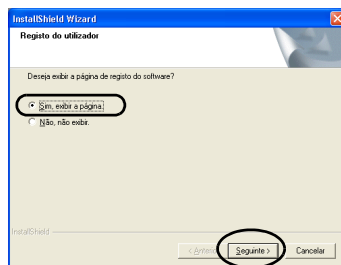 InstallShield Wizard
Registo do utilizador
Deseja exibir a página de registo do software?
Sim, exibir a página.
Não, não exibir.
InstallShield
< Anterior Seguinte > Cancelar